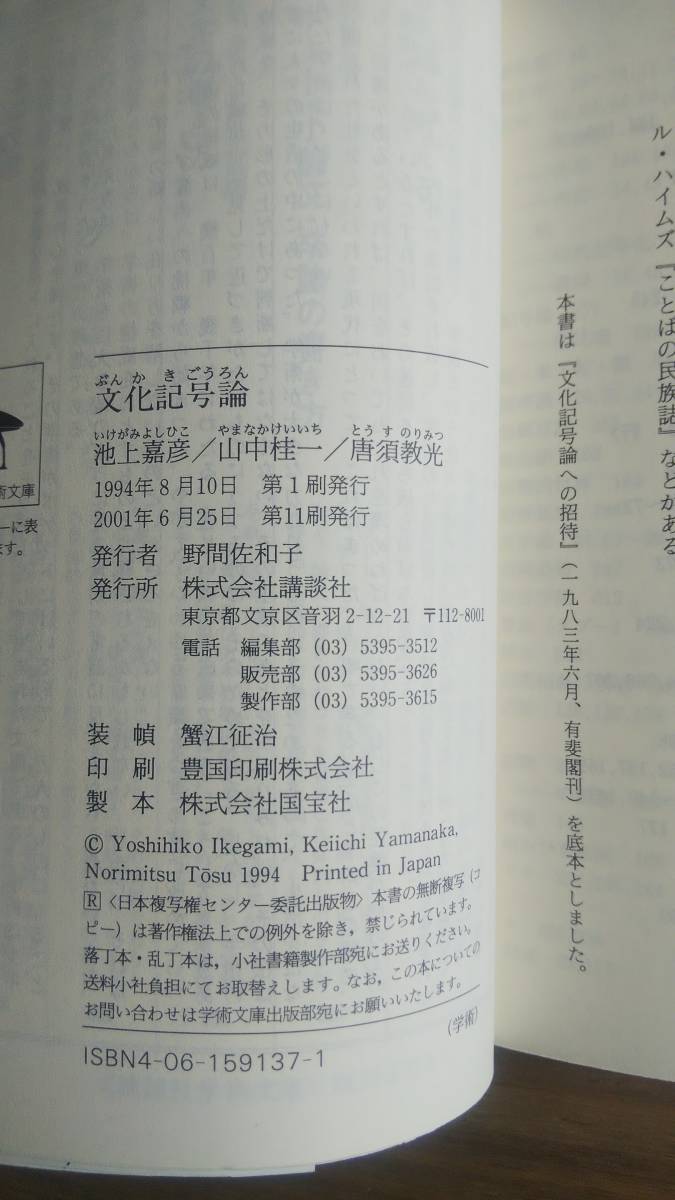 ル・ハイムズ『ことばの民族誌』などがある
本書は『文化記号論への招待』（一九八三年六月、有斐閣刊）を底本としました。
ぶんかきごうろん
文化記号論
いけがみよしひこ やまなかけいいち とうすのりみつ
池上嘉彦／山中桂一／唐須教光
1994年8月10日 第1刷発行
2001年6月25日 第11刷発行
発行者 野間佐和子
発行所 株式会社講談社
東京都文京区音羽 2-12-21 〒112-8001
電話 編集部 (03) 5395-3512
販売部 (03) 5395-3626
製作部 (03) 5395-3615
装幀 蟹江征治
印刷 豊国印刷株式会社
製本 株式会社国宝社
© Yoshihiko Ikegami, Keiichi Yamanaka,
Norimitsu Tōsu 1994 Printed in Japan
R〈日本複写権センター委託出版物〉本書の無断複写（コ
ピー）は著作権法上での例外を除き，禁じられています。
落丁本・乱丁本は，小社書籍製作部宛にお送りください。
送料小社負担にてお取替えします。なお，この本についての
お問い合わせは学術文庫出版部宛にお願いいたします。
（学術）
ISBN4-06-159137-1
術文庫
ーに表
ます。